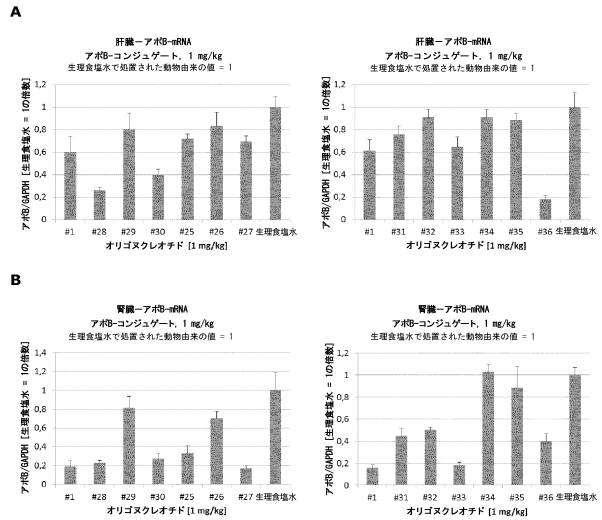 A
肝臓－アポB-mRNA
アポB-コンジュゲート, 1 mg/kg
生理食塩水で処置された動物由来の値 = 1
アポB/GAPDH [生理食塩水 = 1の倍数]
1,2
1
0,8
0,6
0,4
0,2
0
#1 #28 #29 #30 #25 #26 #27 生理食塩水
オリゴヌクレオチド [1 mg/kg]
肝臓－アポB-mRNA
アポB-コンジュゲート, 1 mg/kg
生理食塩水で処置された動物由来の値 = 1
アポB/GAPDH [生理食塩水 = 1の倍数]
1,2
1
0,8
0,6
0,4
0,2
0
#1 #31 #32 #33 #34 #35 #36 生理食塩水
オリゴヌクレオチド [1 mg/kg]
B
腎臓－アポB-mRNA
アポB-コンジュゲート, 1 mg/kg
生理食塩水で処置された動物由来の値 = 1
アポB/GAPDH [生理食塩水 = 1の倍数]
1,4
1,2
1
0,8
0,6
0,4
0,2
0
#1 #28 #29 #30 #25 #26 #27 生理食塩水
オリゴヌクレオチド [1 mg/kg]
腎臓－アポB-mRNA
アポB-コンジュゲート, 1 mg/kg
生理食塩水で処置された動物由来の値 = 1
アポB/GAPDH [生理食塩水 = 1の倍数]
1,2
1
0,8
0,6
0,4
0,2
0
#1 #31 #32 #33 #34 #35 #36 生理食塩水
オリゴヌクレオチド [1 mg/kg]